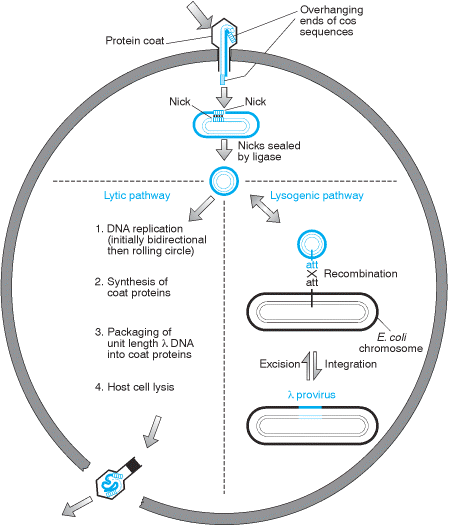 Overhanging
ends of cos
sequences
Protein coat
Nick
Nick
Nicks sealed
by ligase
Lytic pathway
1. DNA replication
(initially bidirectional
then rolling circle)
2. Synthesis of
coat proteins
3. Packaging of
unit length λ DNA
into coat proteins
4. Host cell lysis
Lysogenic pathway
att
Recombination
att
E. coli
chromosome
Excision
Integration
λ provirus